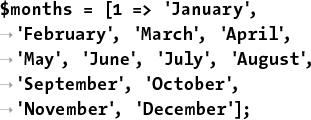 $months = [1 => 'January',
→'February', 'March', 'April',
→'May', 'June', 'July', 'August',
→'September', 'October',
→'November', 'December'];